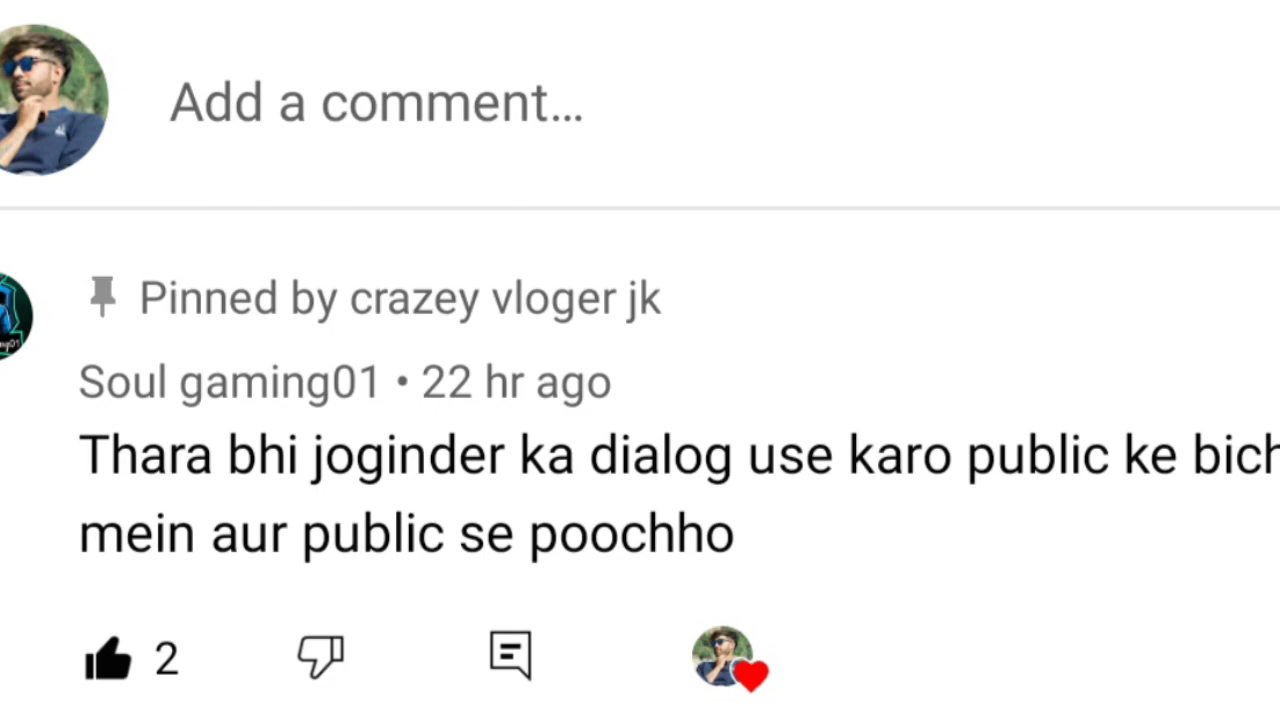 Add a comment...
Pinned by crazey vloger jk
Soul gaming01 • 22 hr ago
Thara bhi joginder ka dialog use karo public ke bich
mein aur public se poochho
2